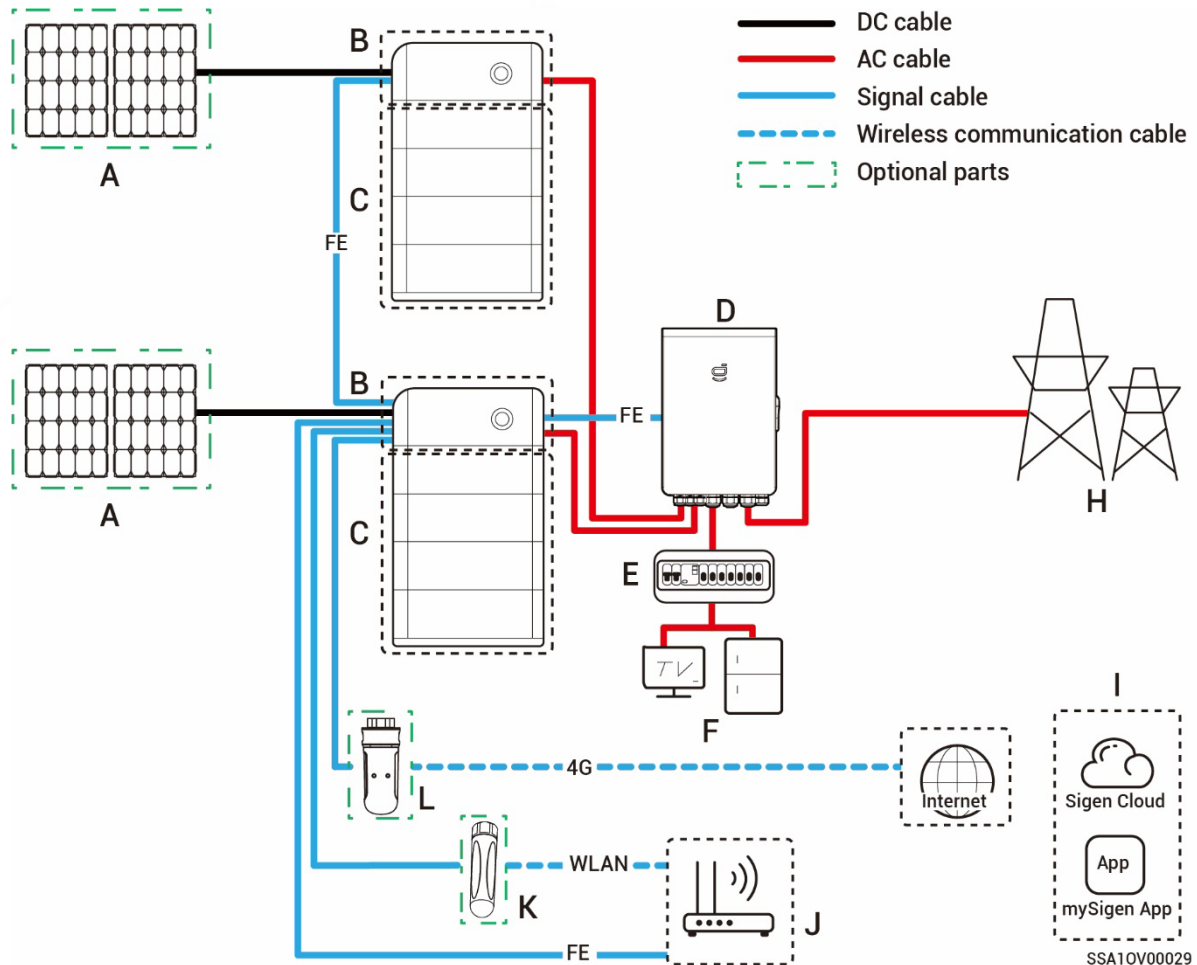 DC cable
AC cable
Signal cable
Wireless communication cable
Optional parts
A
B
C
FE
A
B
C
FE
D
E
TV
F
H
I
Sigen Cloud
App
mySigen App
L
4G
Internet
K
WLAN
J
FE
SSA1OV00029